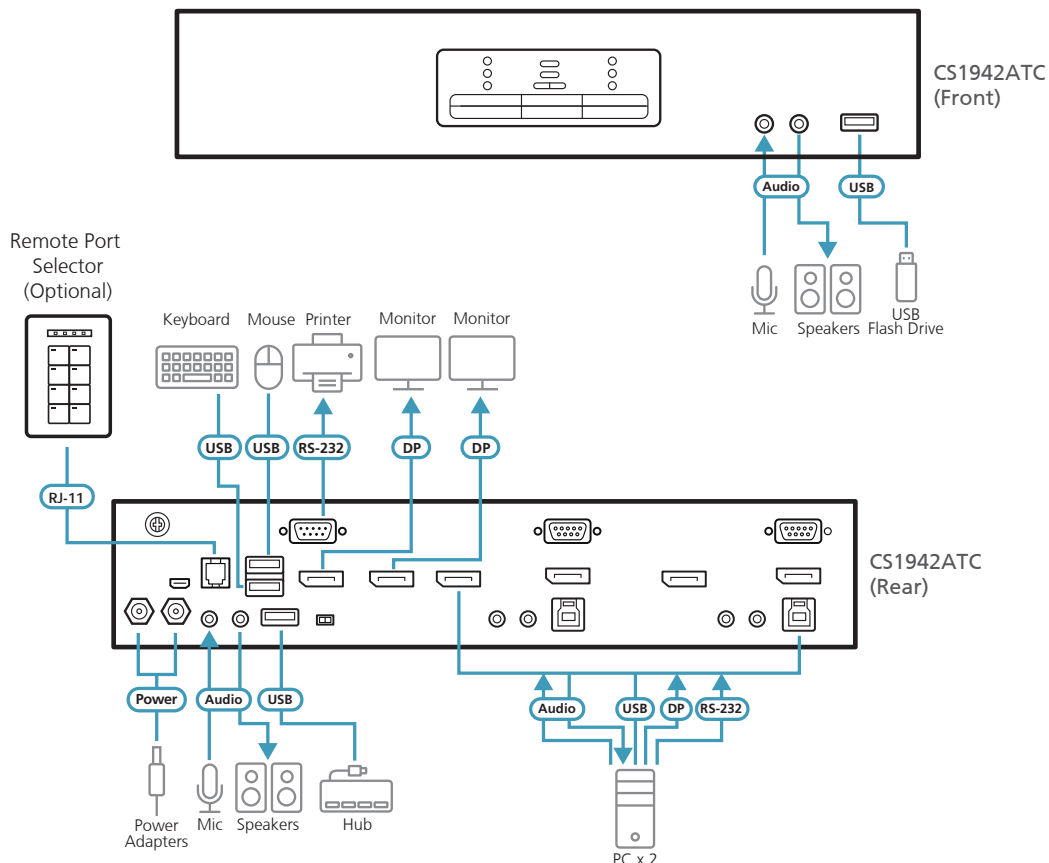 CS1942ATC
(Front)
Audio
USB
Mic
Speakers
USB
Flash Drive
Remote Port
Selector
(Optional)
Keyboard
Mouse
Printer
Monitor
Monitor
USB
USB
RS-232
DP
DP
RJ-11
CS1942ATC
(Rear)
Power
Audio
USB
Audio
USB
DP
RS-232
Power
Adapters
Mic
Speakers
Hub
PC x 2